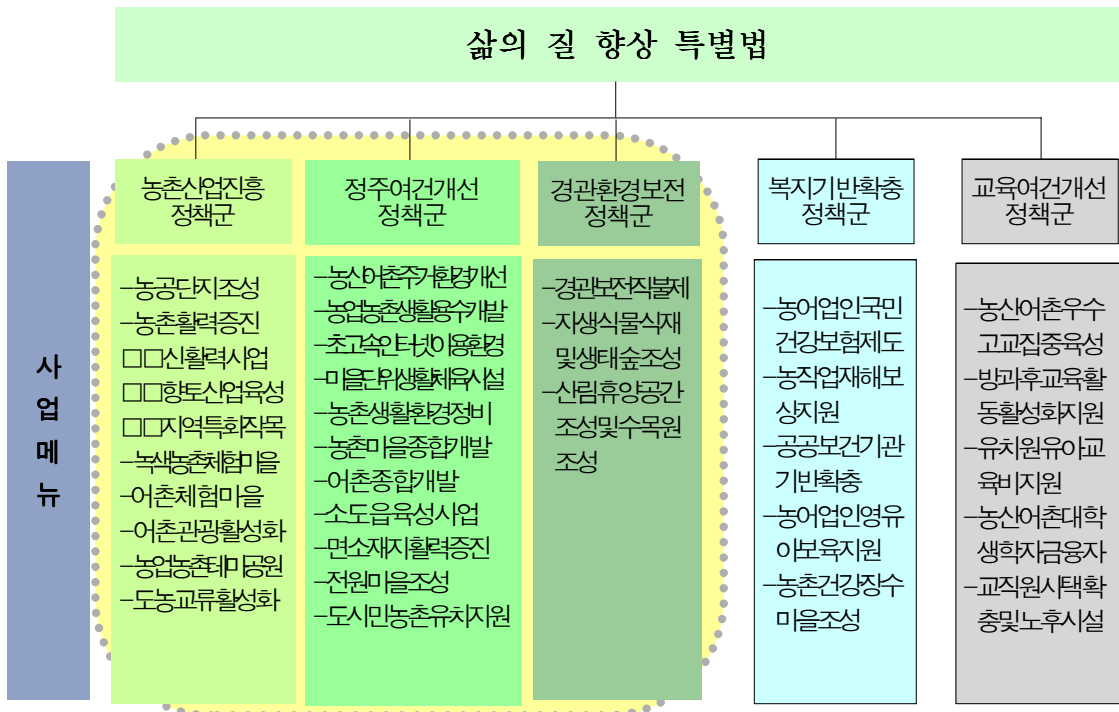 삶의 질 향상 특별법
사
업
메
뉴
농촌산업진흥
정책군
–농공단지조성
–농촌활력증진
□□신활력사업
□□향토산업육성
□□지역특화작목
–녹색농촌체험마을
–어촌체험마을
–어촌관광활성화
–농업농촌테마공원
–도농교류활성화
정주여건개선
정책군
–농산어촌주거환경개선
–농업농촌생활용수개발
–초고속인터넷이용환경
–마을단위생활체육시설
–농촌생활환경정비
–농촌마을종합개발
–어촌종합개발
–소도읍육성사업
–면소재지활력증진
–전원마을조성
–도시민농촌유치지원
경관환경보전
정책군
–경관보전직불제
–자생식물식재
및생태숲조성
–산림휴양공간
조성및수목원
조성
복지기반확충
정책군
–농어업인국민
건강보험제도
–농작업재해보
상지원
–공공보건기관
기반확충
–농어업인영유
아보육지원
–농촌건강장수
마을조성
교육여건개선
정책군
–농산어촌우수
고교집중육성
–방과후교육활
동활성화지원
–유치원유아교
육비지원
–농산어촌대학
생학자금융자
–교직원사택확
충및노후시설